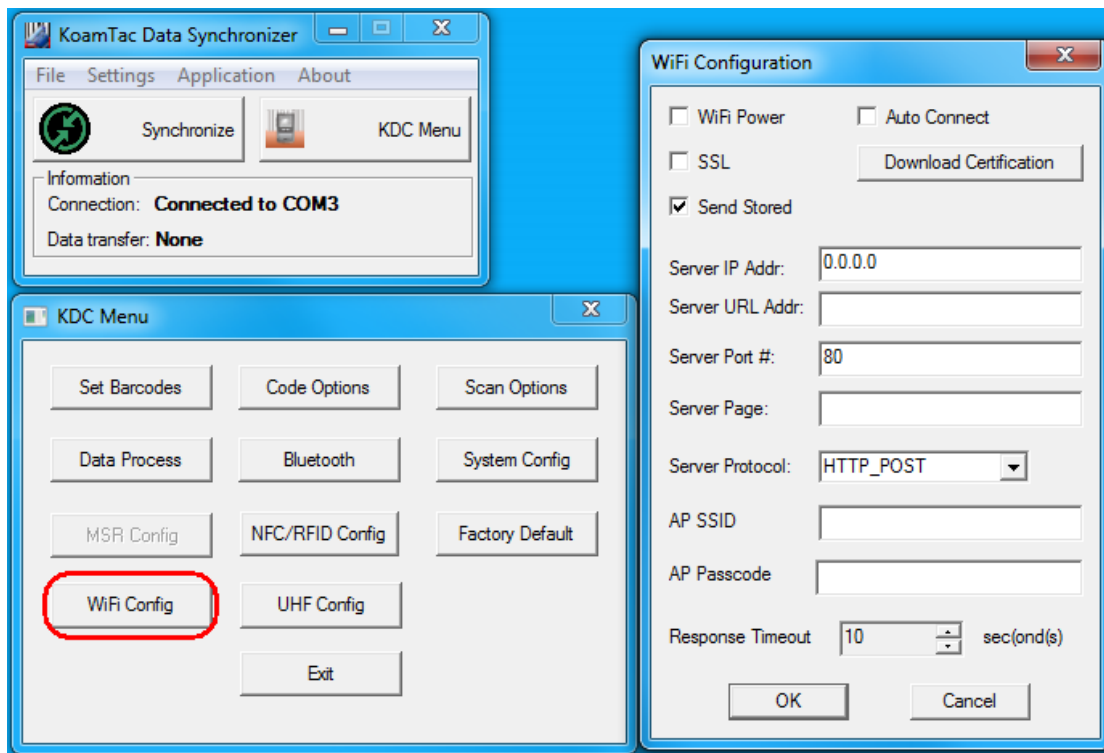 KoamTac Data Synchronizer
File Settings Application About
Synchronize KDC Menu
Information
Connection: Connected to COM3
Data transfer: None
KDC Menu
Set Barcodes Code Options Scan Options
Data Process Bluetooth System Config
MSR Config NFC/RFID Config Factory Default
WiFi Config UHF Config
Exit
WiFi Configuration
WiFi Power Auto Connect
SSL Download Certification
Send Stored
Server IP Addr: 0.0.0.0
Server URL Addr:
Server Port #: 80
Server Page:
Server Protocol: HTTP_POST
AP SSID
AP Passcode
Response Timeout 10 sec(ond(s)
OK Cancel